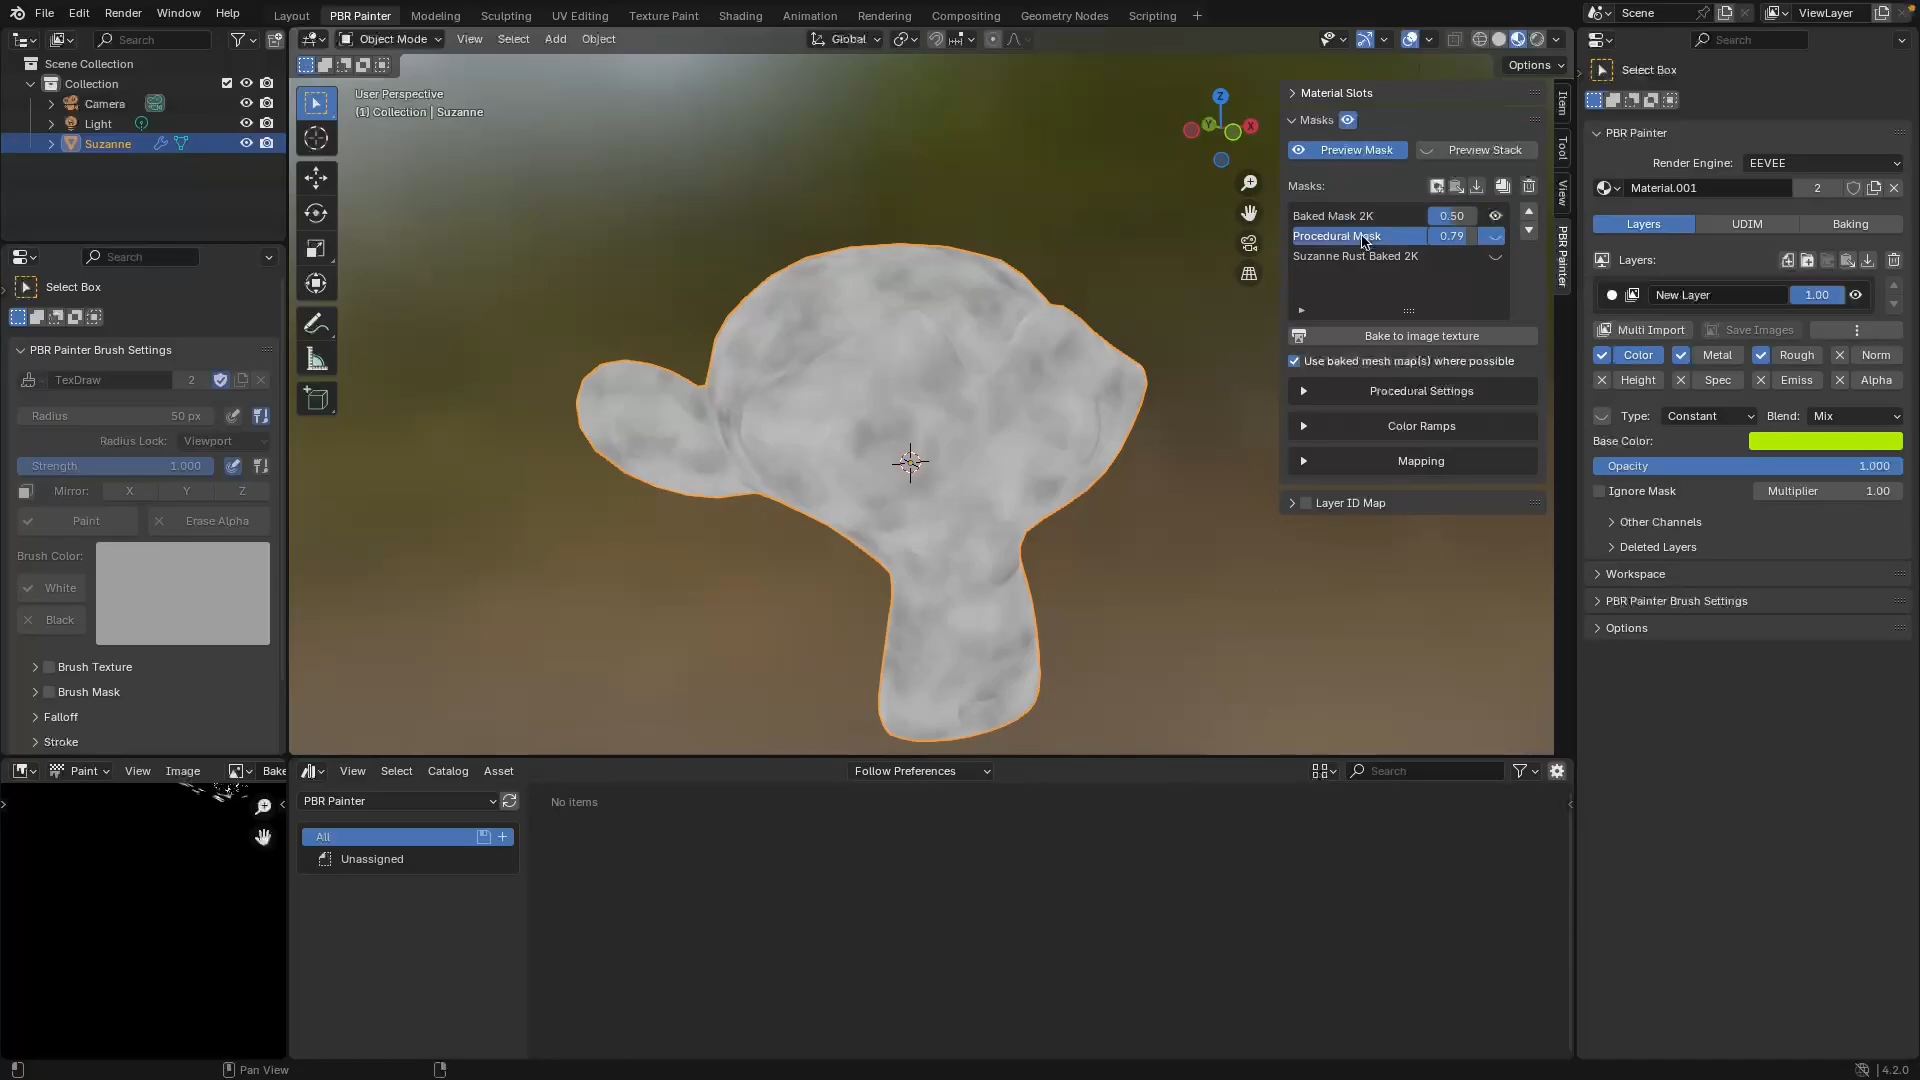 File Edit Render Window Help
Layout PBR Painter Modeling Sculpting UV Editing Texture Paint Shading Animation Rendering Compositing Geometry Nodes Scripting +
Scene
ViewLayer
Search
Scene Collection
Collection
Camera
Light
Suzanne
Search
Select Box
PBR Painter Brush Settings
TexDraw 2
Radius 50 px
Radius Lock: Viewport
Strength 1.000
Mirror: X Y Z
Paint Erase Alpha
Brush Color:
White
Black
Brush Texture
Brush Mask
Falloff
Stroke
Paint View Image Bake
Object Mode View Select Add Object
Global
Options
User Perspective
(1) Collection | Suzanne
Z
Y
X
Item
Tool
View
PBR Painter
Material Slots
Masks
Preview Mask Preview Stack
Masks:
Baked Mask 2K 0.50
Procedural Mask 0.79
Suzanne Rust Baked 2K
Bake to image texture
Use baked mesh map(s) where possible
Procedural Settings
Color Ramps
Mapping
Layer ID Map
View Select Catalog Asset
Follow Preferences
Search
PBR Painter
All
Unassigned
No items
Search
Select Box
PBR Painter
Render Engine: EEVEE
Material.001 2
Layers UDIM Baking
Layers:
New Layer 1.00
Multi Import Save Images
Color Metal Rough Norm
Height Spec Emiss Alpha
Type: Constant Blend: Mix
Base Color:
Opacity 1.000
Ignore Mask Multiplier 1.00
Other Channels
Deleted Layers
Workspace
PBR Painter Brush Settings
Options
Pan View
4.2.0